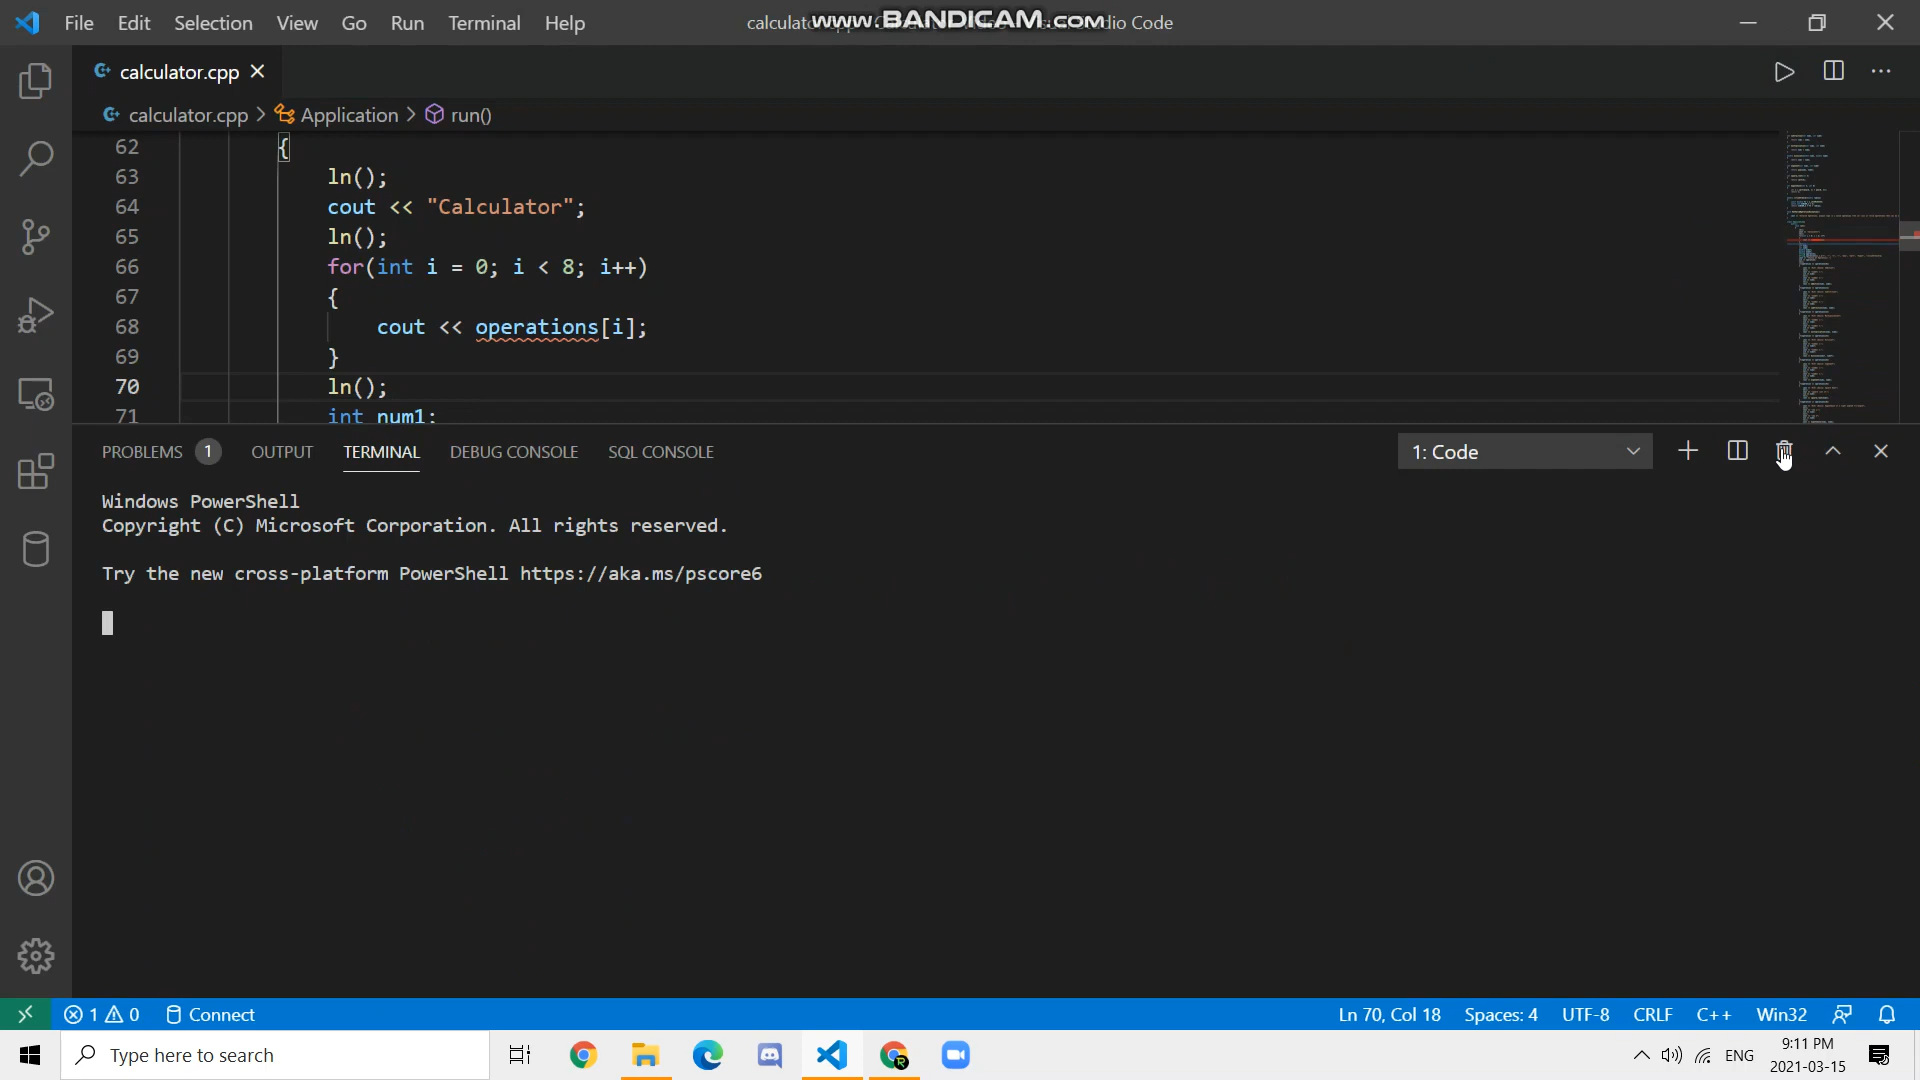 File Edit Selection View Go Run Terminal Help
www.BANDICAM.com
calculator.cpp
Studio Code
calculator.cpp
calculator.cpp > Application > run()
62 {
63 ln();
64 cout << "Calculator";
65 ln();
66 for(int i = 0; i < 8; i++)
67 {
68 cout << operations[i];
69 }
70 ln();
71 int num1;
PROBLEMS 1 OUTPUT TERMINAL DEBUG CONSOLE SQL CONSOLE 1: Code
Windows PowerShell
Copyright (C) Microsoft Corporation. All rights reserved.
Try the new cross-platform PowerShell https://aka.ms/pscore6
1 0 Connect Ln 70, Col 18 Spaces: 4 UTF-8 CRLF C++ Win32
Type here to search ENG
9:11 PM
2021-03-15